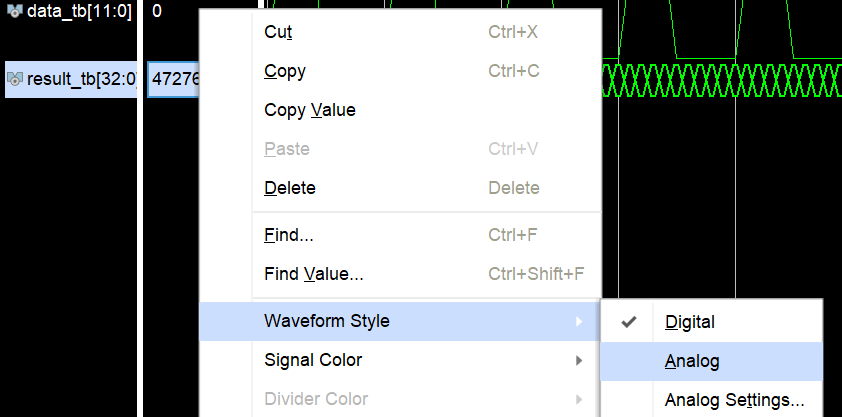 data_tb[11:0] 0
result_tb[32:0] 47276
Cut Ctrl+X
Copy Ctrl+C
Copy Value
Paste Ctrl+V
Delete Delete
Find... Ctrl+F
Find Value... Ctrl+Shift+F
Waveform Style
Signal Color
Divider Color
Digital
Analog
Analog Settings...